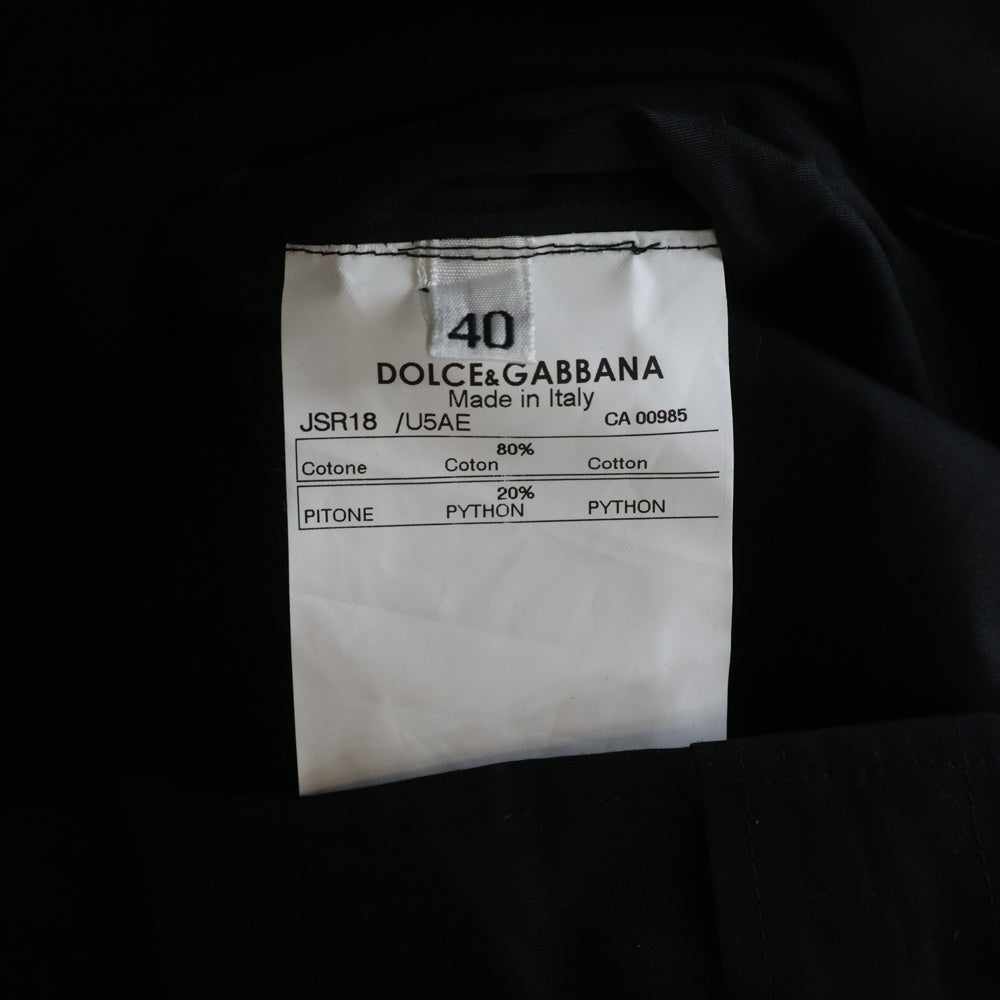 40
DOLCE&GABBANA
Made in Italy
JSR18 /U5AE CA 00985
80%
Cotone Coton Cotton
20%
PITONE PYTHON PYTHON